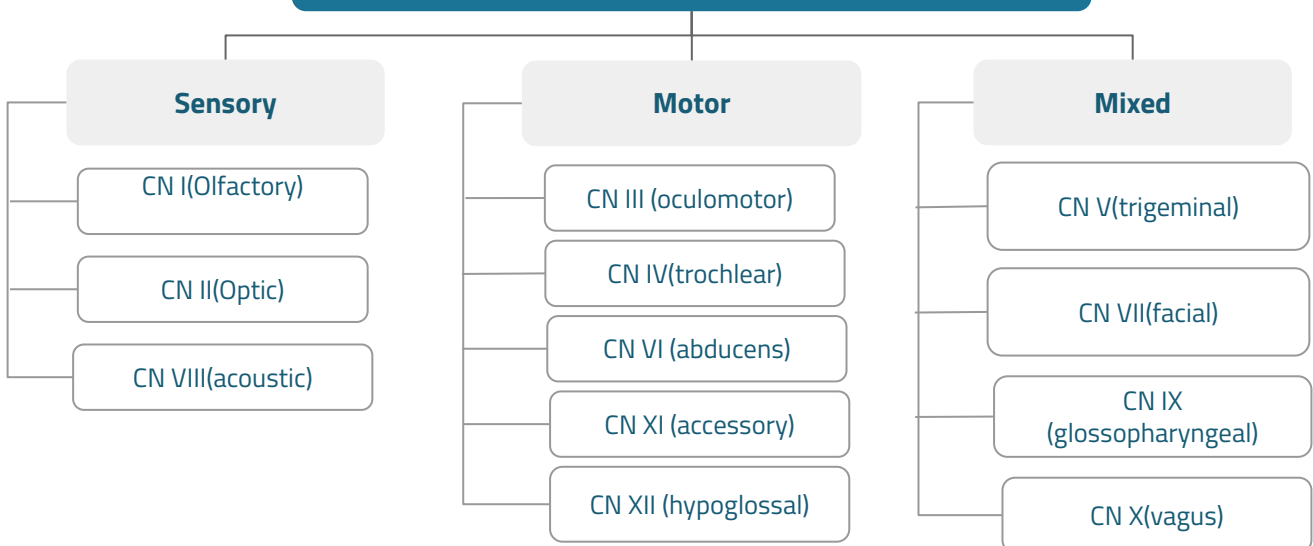 Sensory
CN I(Olfactory)
CN II(Optic)
CN VIII(acoustic)
Motor
CN III (oculomotor)
CN IV(trochlear)
CN VI (abducens)
CN XI (accessory)
CN XII (hypoglossal)
Mixed
CN V(trigeminal)
CN VII(facial)
CN IX
(glossopharyngeal)
CN X(vagus)